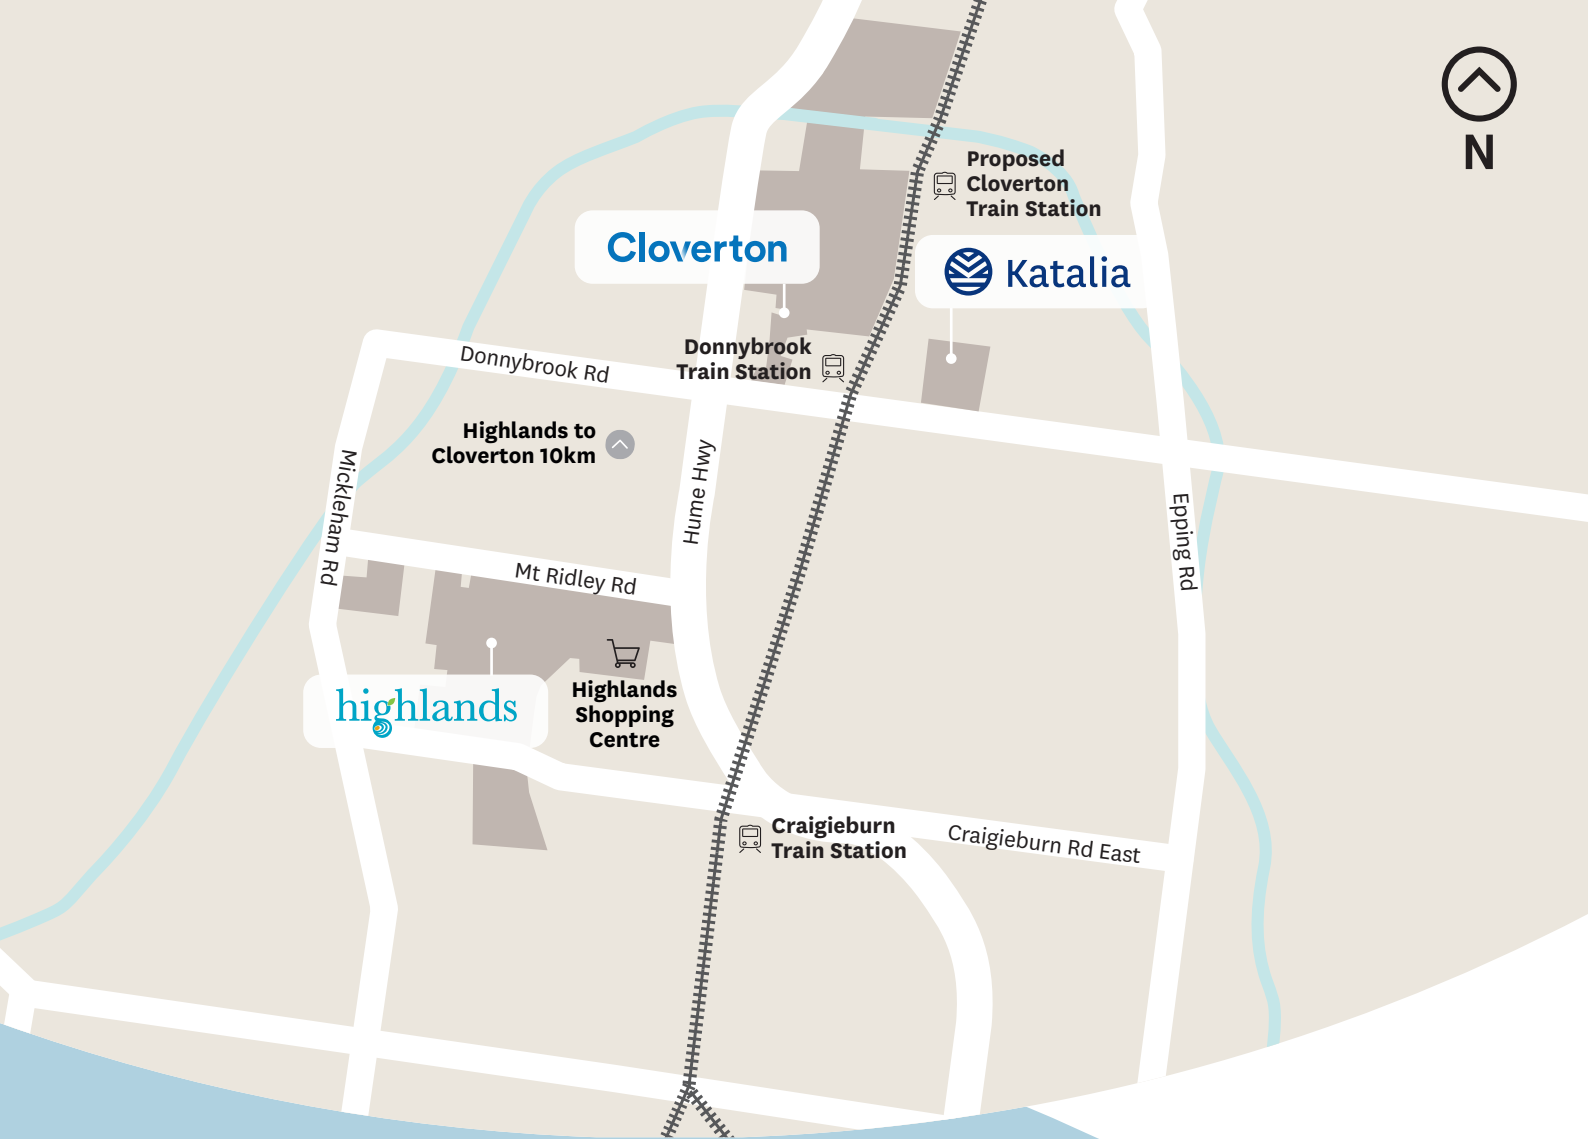 N
Proposed
Cloverton
Train Station
Cloverton
Katalia
Donnybrook
Train Station
Donnybrook Rd
Highlands to
Cloverton 10km
Hume Hwy
Mickleham Rd
Epping Rd
Mt Ridley Rd
highlands
Highlands
Shopping
Centre
Craigieburn
Train Station
Craigieburn Rd East